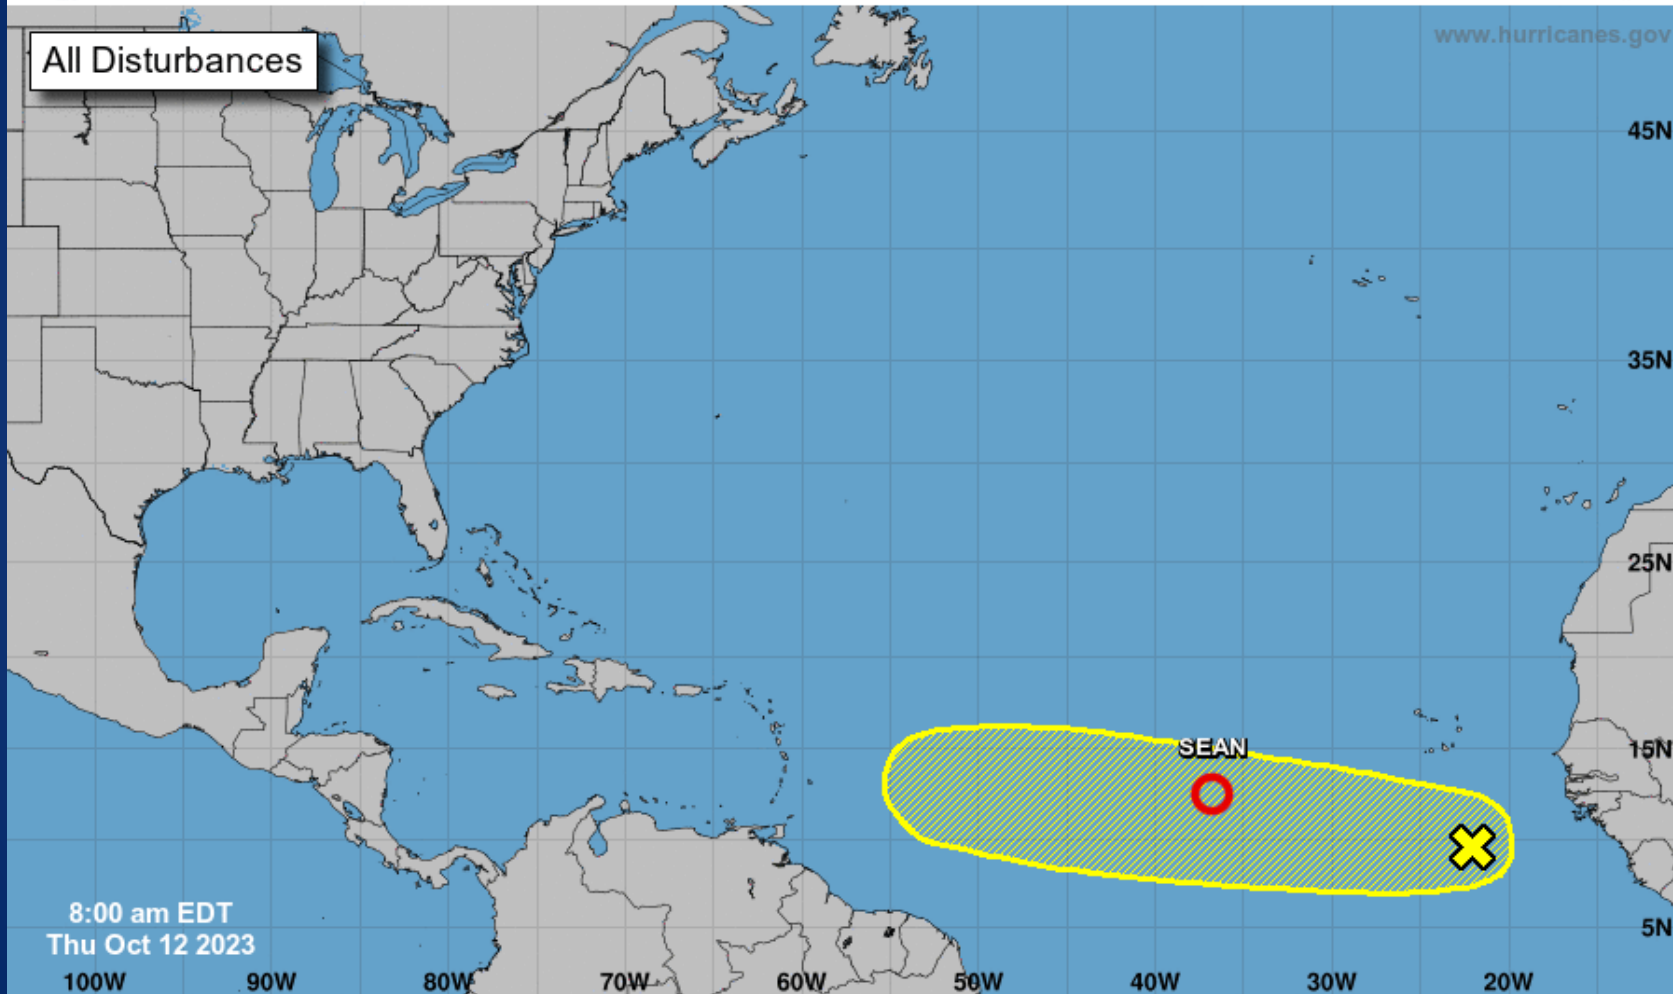 All Disturbances
www.hurricanes.gov
45N
35N
25N
SEAN
15N
8:00 am EDT
Thu Oct 12 2023
5N
100W 90W 80W 70W 60W 50W 40W 30W 20W